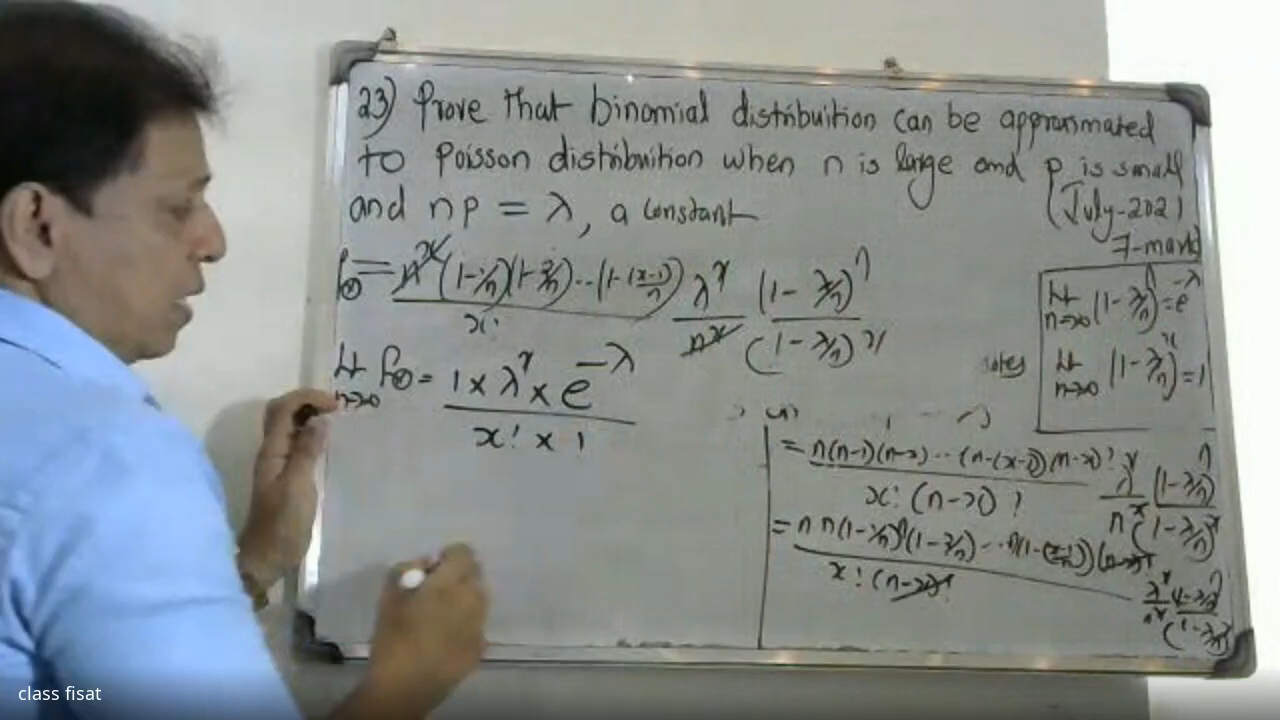 23) Prove that binomial distribuition can be approximated
to Poisson distribuition when n is large and p is small
and np = λ, a constant
(July-2021
7-mark)
f(x) = n^x (1-1/n)(1-2/n)...(1-(x-1)/n) / x! λ^x / n^x (1-λ/n)^n / (1-λ/n)^x
Lt n→∞ f(x) = 1 × λ^x × e^-λ / x! × 1
Lt n→∞ (1-λ/n)^n = e^-λ
Lt n→∞ (1-λ/n)^x = 1
= n(n-1)(n-2)...(n-(x-1))(n-x)! / x! (n-x)! λ^x / n^x (1-λ/n)^n / (1-λ/n)^x
= n n(1-1/n) n(1-2/n)...n(1-(x-1)/n)(n-x)! / x! (n-x)!
λ^x / n^x (1-λ/n)^n / (1-λ/n)^x
class fisat